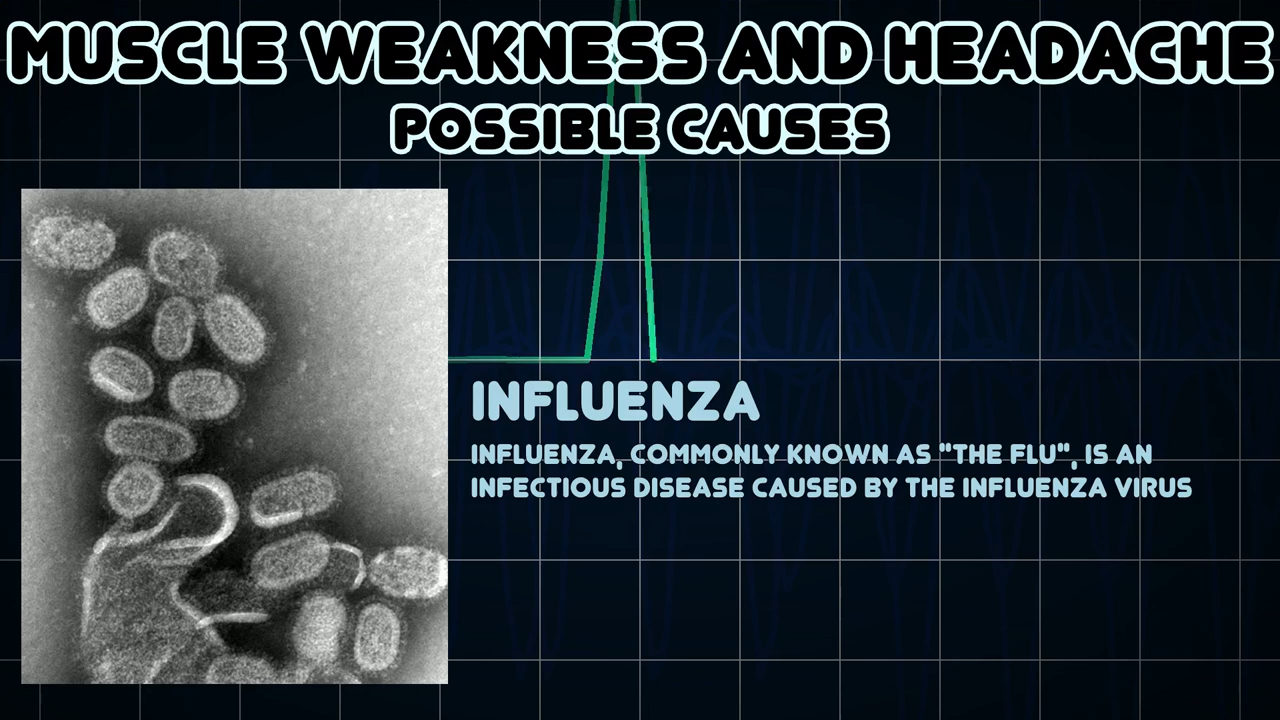 MUSCLE WEAKNESS AND HEADACHE
POSSIBLE CAUSES
INFLUENZA
INFLUENZA, COMMONLY KNOWN AS "THE FLU", IS AN
INFECTIOUS DISEASE CAUSED BY THE INFLUENZA VIRUS